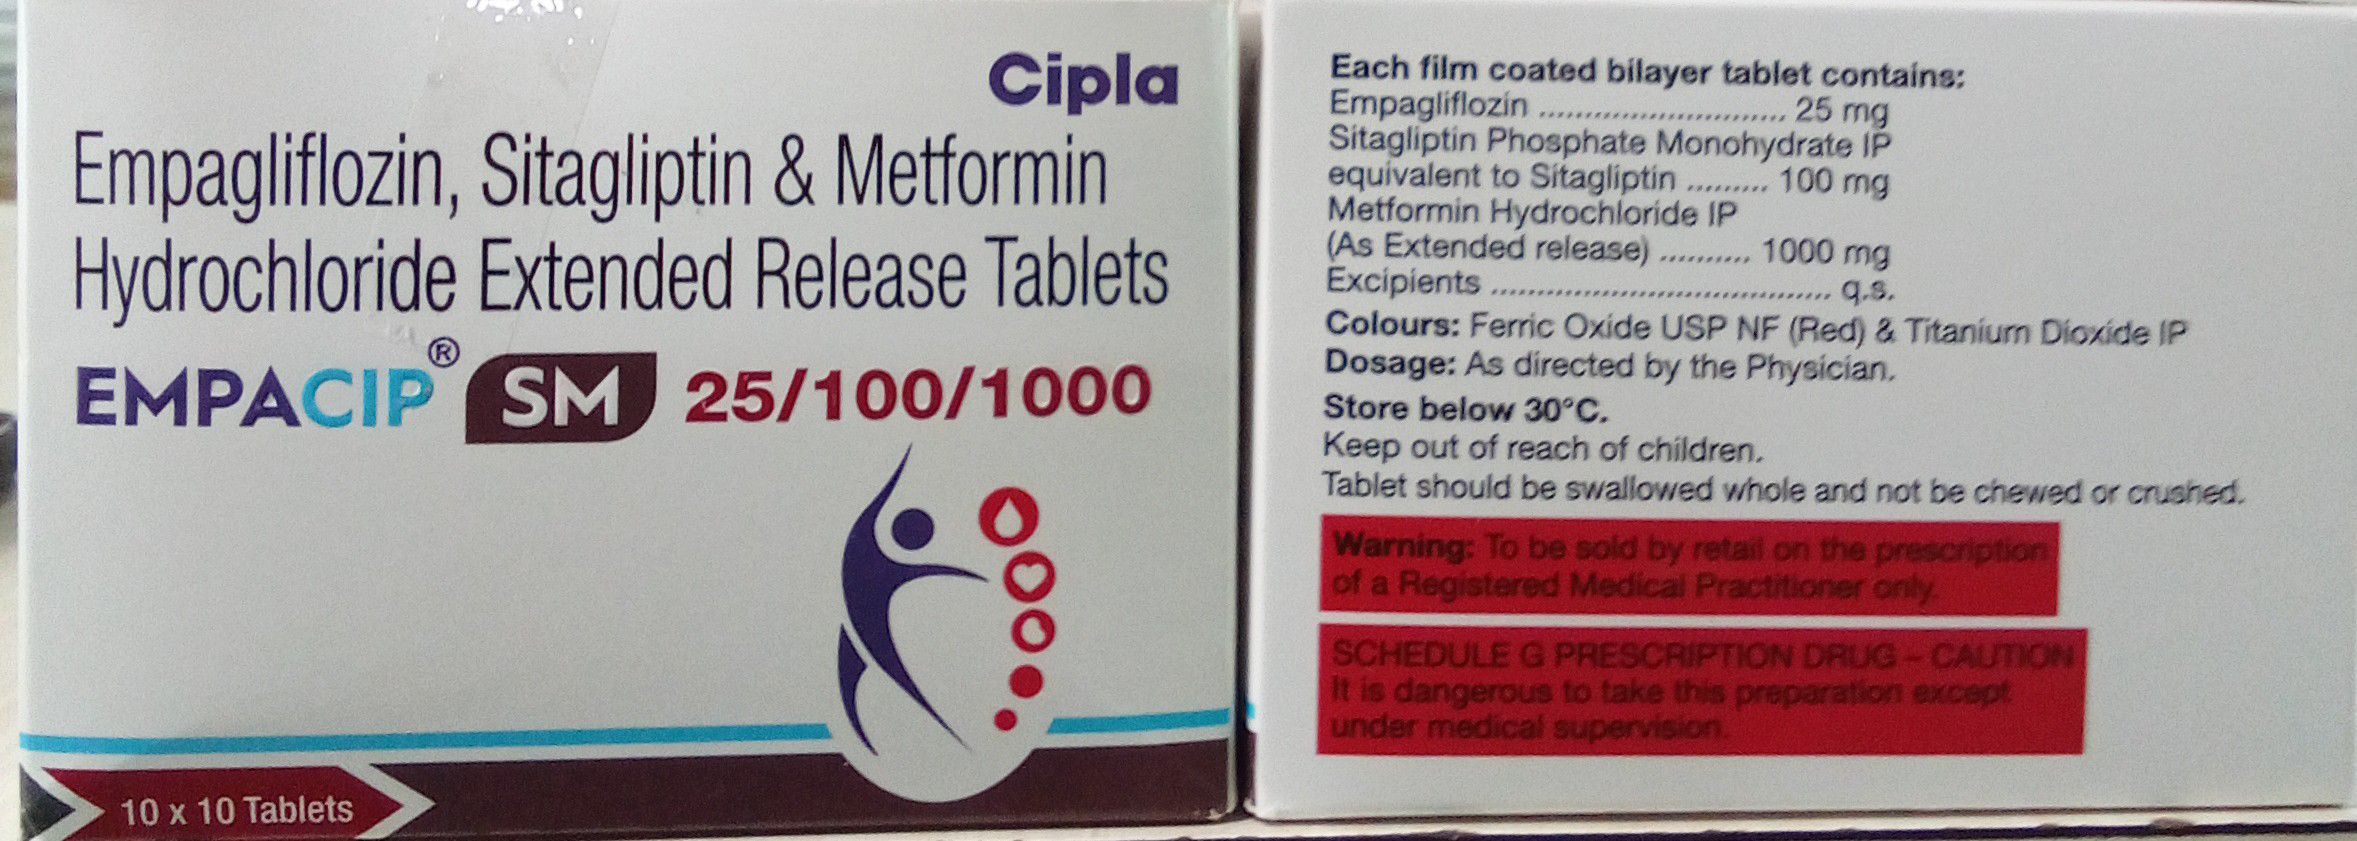 Cipla
Empagliflozin, Sitagliptin & Metformin
Hydrochloride Extended Release Tablets
EMPACIP® SM 25/100/1000
10 x 10 Tablets
Each film coated bilayer tablet contains:
Empagliflozin ............................ 25 mg
Sitagliptin Phosphate Monohydrate IP
equivalent to Sitagliptin ......... 100 mg
Metformin Hydrochloride IP
(As Extended release) .......... 1000 mg
Excipients ...................................... q.s.
Colours: Ferric Oxide USP NF (Red) & Titanium Dioxide IP
Dosage: As directed by the Physician.
Store below 30°C.
Keep out of reach of children.
Tablet should be swallowed whole and not be chewed or crushed.
Warning: To be sold by retail on the prescription
of a Registered Medical Practitioner only.
SCHEDULE G PRESCRIPTION DRUG – CAUTION
It is dangerous to take this preparation except
under medical supervision.